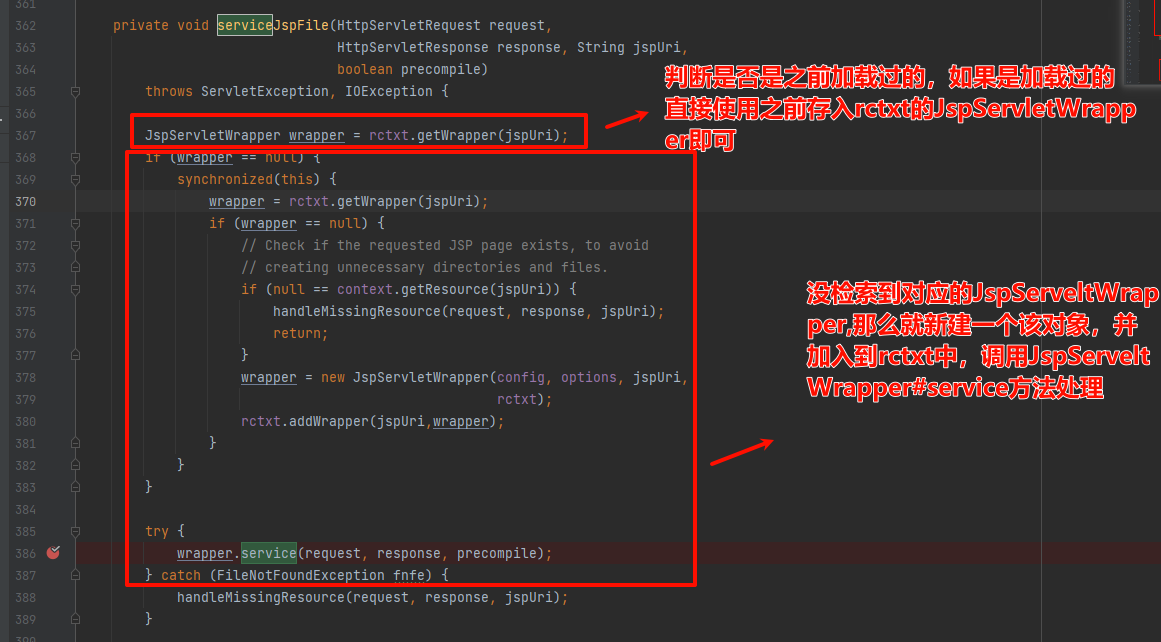 361
362 private void serviceJspFile(HttpServletRequest request,
363 HttpServletResponse response, String jspUri,
364 boolean precompile)
365 throws ServletException, IOException {
366
367 JspServletWrapper wrapper = rctxt.getWrapper(jspUri);
368 if (wrapper == null) {
369 synchronized(this) {
370 wrapper = rctxt.getWrapper(jspUri);
371 if (wrapper == null) {
372 // Check if the requested JSP page exists, to avoid
373 // creating unnecessary directories and files.
374 if (null == context.getResource(jspUri)) {
375 handleMissingResource(request, response, jspUri);
376 return;
377 }
378 wrapper = new JspServletWrapper(config, options, jspUri,
379 rctxt);
380 rctxt.addWrapper(jspUri,wrapper);
381 }
382 }
383 }
384
385 try {
386 wrapper.service(request, response, precompile);
387 } catch (FileNotFoundException fnfe) {
388 handleMissingResource(request, response, jspUri);
389 }
390
判断是否是之前加载过的，如果是加载过的
直接使用之前存入rctxt的JspServletWrapp
er即可
没检索到对应的JspServeltWrap
per,那么就新建一个该对象，并
加入到rctxt中，调用JspServelt
Wrapper#service方法处理